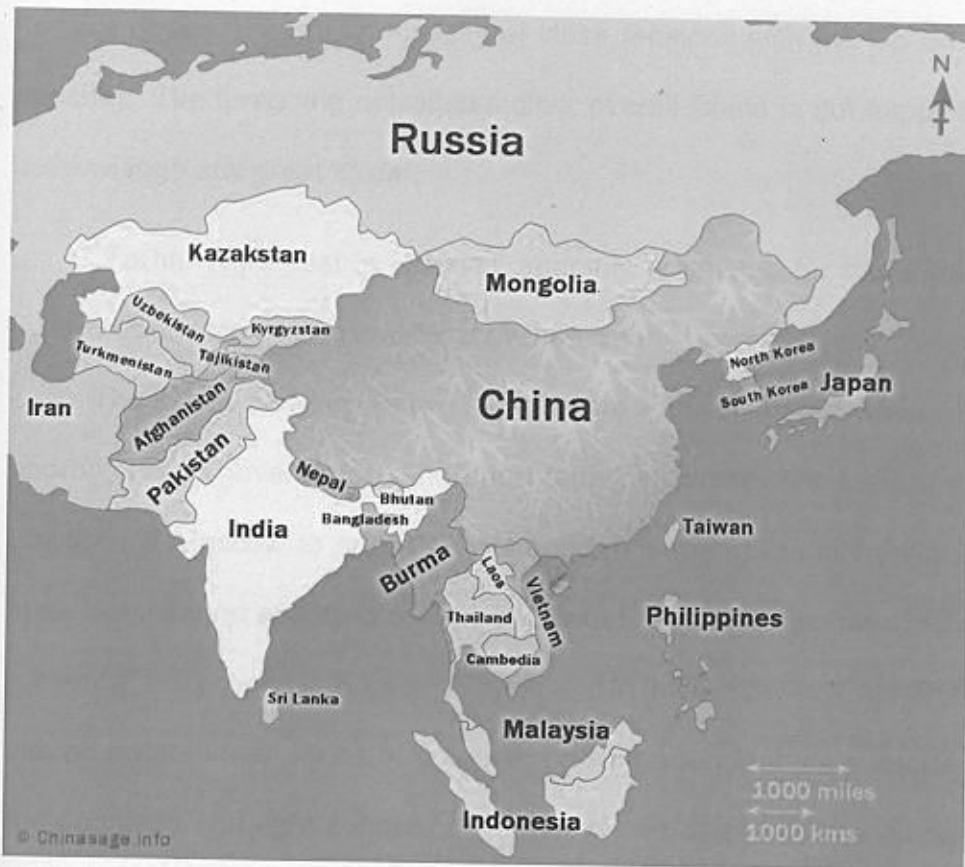 N
Russia
Kazakstan
Mongolia
Uzbekistan
Kyrgyzstan
Turkmenistan
Tajikistan
North Korea
South Korea
Japan
Iran
Afghanistan
China
Pakistan
Nepal
Bhutan
India
Bangladesh
Taiwan
Burma
Laos
Vietnam
Thailand
Philippines
Cambedia
Sri Lanka
Malaysia
1000 miles
Indonesia
1000 kms
© Chinasage.info